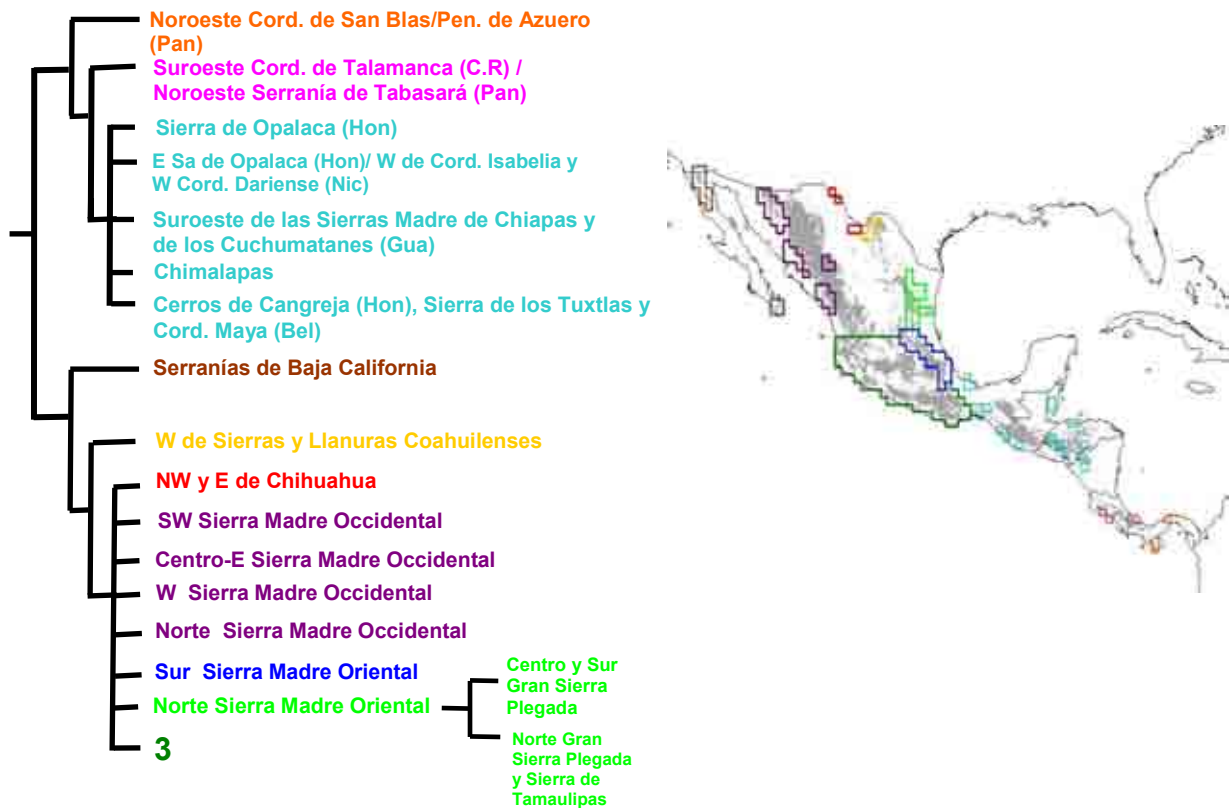 Noroeste Cord. de San Blas/Pen. de Azuero
(Pan)
Suroeste Cord. de Talamanca (C.R) /
Noroeste Serranía de Tabasará (Pan)
Sierra de Opalaca (Hon)
E Sa de Opalaca (Hon)/ W de Cord. Isabelia y
W Cord. Dariense (Nic)
Suroeste de las Sierras Madre de Chiapas y
de los Cuchumatanes (Gua)
Chimalapas
Cerros de Cangreja (Hon), Sierra de los Tuxtlas y
Cord. Maya (Bel)
Serranías de Baja California
W de Sierras y Llanuras Coahuilenses
NW y E de Chihuahua
SW Sierra Madre Occidental
Centro-E Sierra Madre Occidental
W Sierra Madre Occidental
Norte Sierra Madre Occidental
Sur Sierra Madre Oriental
Norte Sierra Madre Oriental
3
Centro y Sur
Gran Sierra
Plegada
Norte Gran
Sierra Plegada
y Sierra de
Tamaulipas